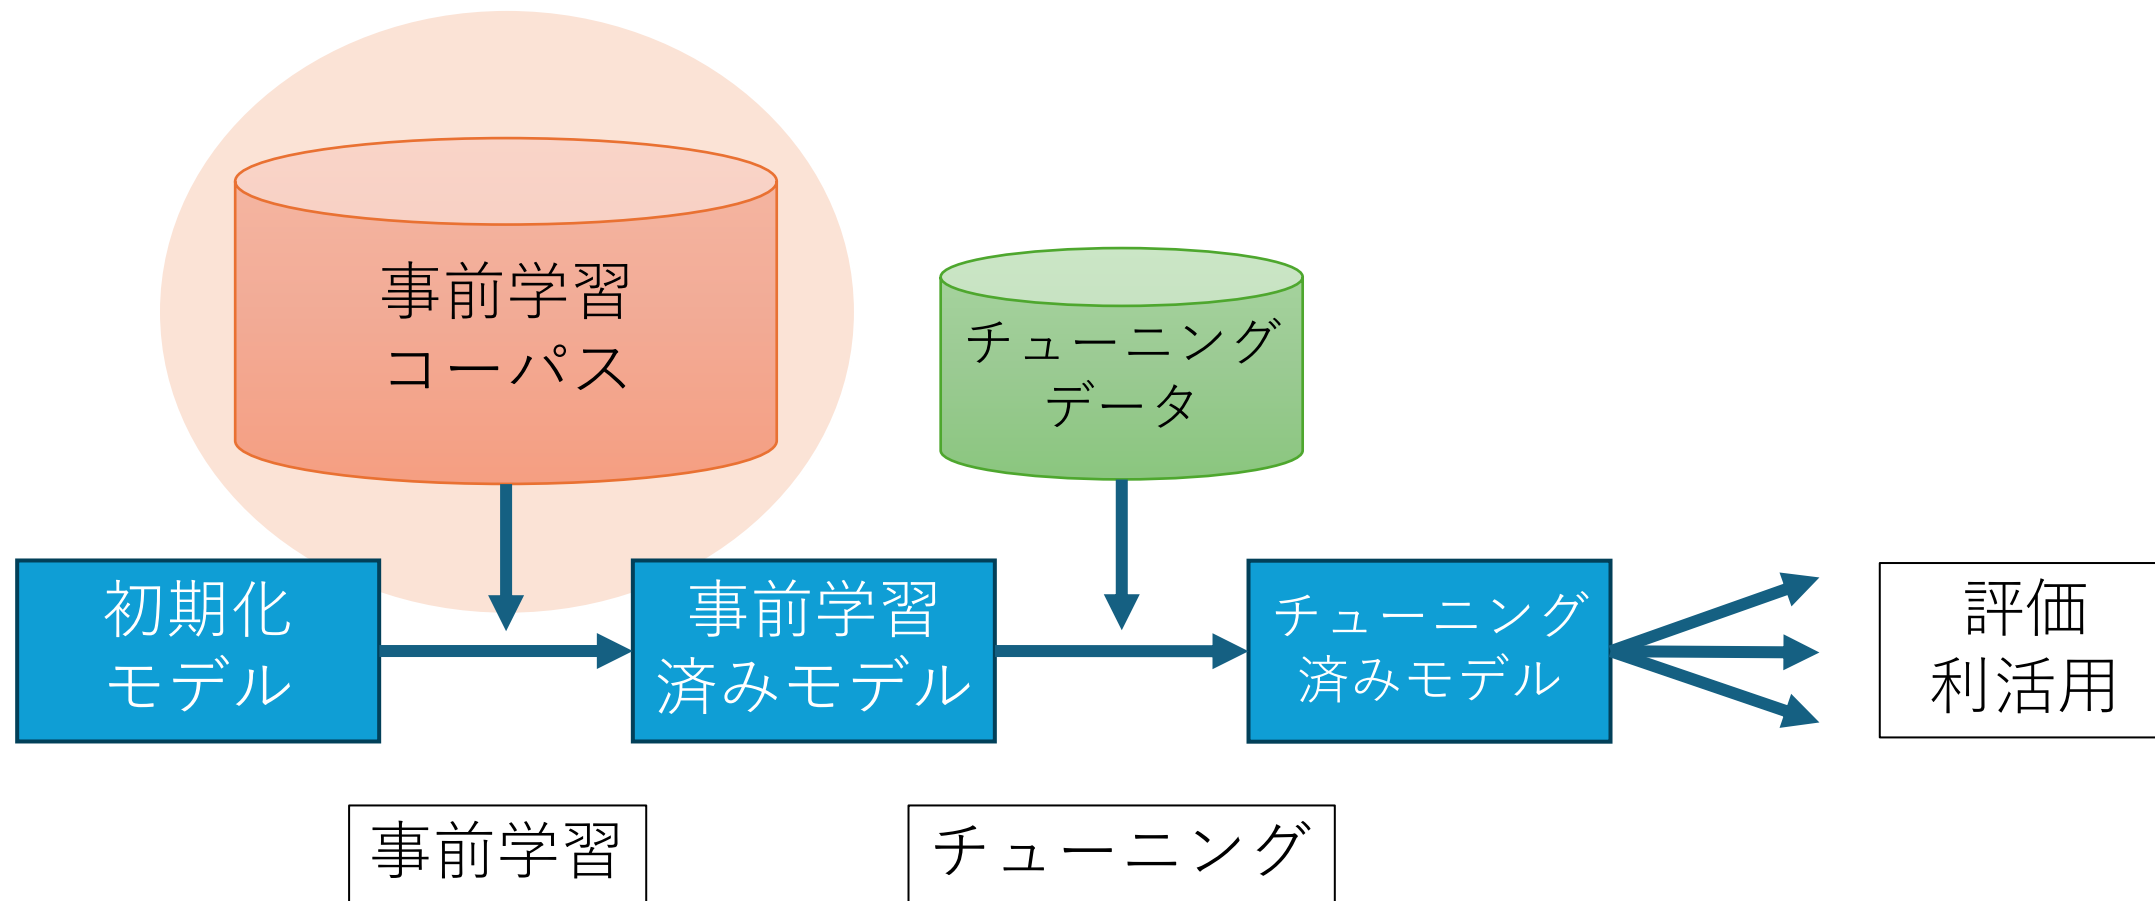 事前学習
コーパス
チューニング
データ
初期化
モデル
事前学習
済みモデル
チューニング
済みモデル
評価
利活用
事前学習
チューニング